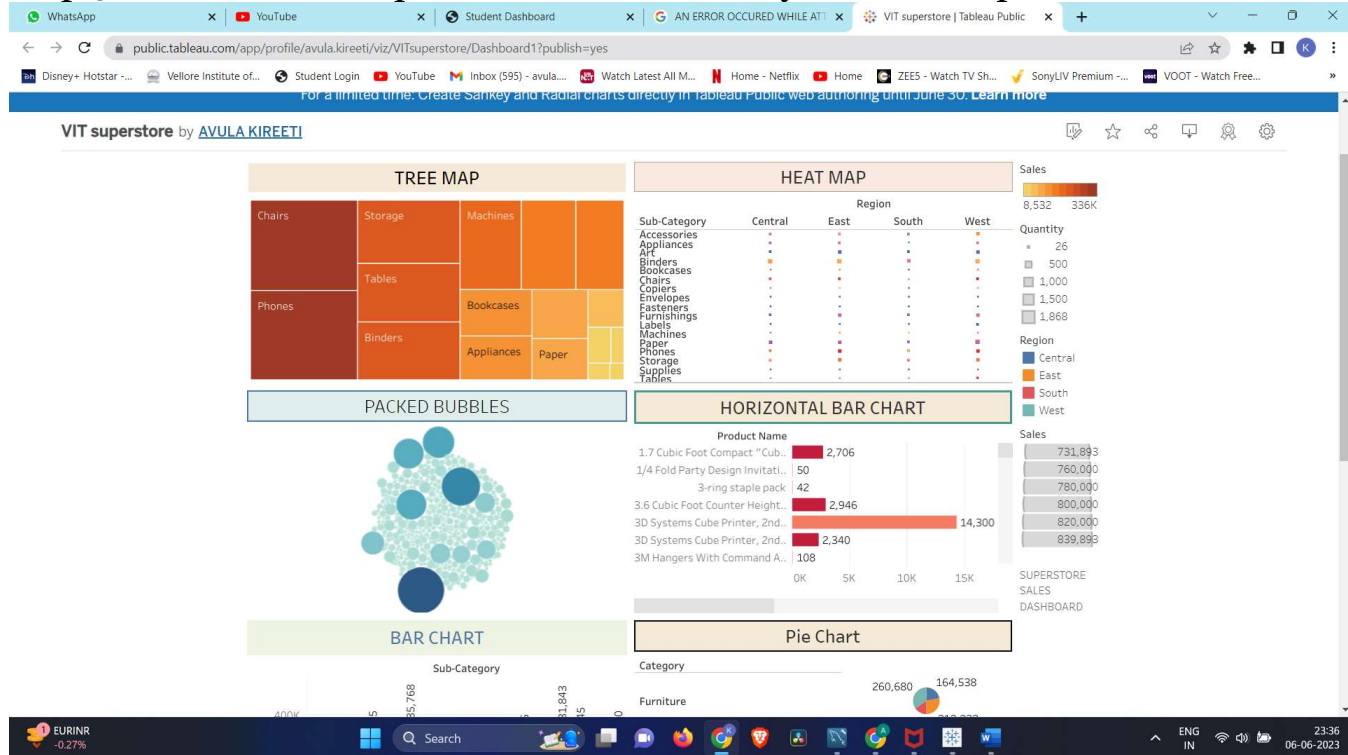 WhatsApp
YouTube
Student Dashboard
AN ERROR OCCURED WHILE ATT
VIT superstore | Tableau Public
public.tableau.com/app/profile/avula.kireeti/viz/VITsuperstore/Dashboard1?publish=yes
K
Disney+ Hotstar -... Vellore Institute of... Student Login YouTube Inbox (595) - avula.... Watch Latest All M... Home - Netflix Home ZEE5 - Watch TV Sh... SonyLIV Premium -... VOOT - Watch Free... »
For a limited time: Create Sankey and Radial charts directly in Tableau Public web authoring until June 30. Learn more
VIT superstore by AVULA KIREETI
TREE MAP
Chairs
Storage
Machines
Tables
Phones
Bookcases
Binders
Appliances
Paper
HEAT MAP
Region
Sub-Category Central East South West
Accessories
Appliances
Art
Binders
Bookcases
Chairs
Copiers
Envelopes
Fasteners
Furnishings
Labels
Machines
Paper
Phones
Storage
Supplies
Tables
Sales
8,532 336K
Quantity
26
500
1,000
1,500
1,868
Region
Central
East
South
West
PACKED BUBBLES
HORIZONTAL BAR CHART
Product Name
1.7 Cubic Foot Compact "Cub.. 2,706
1/4 Fold Party Design Invitati.. 50
3-ring staple pack 42
3.6 Cubic Foot Counter Height.. 2,946
3D Systems Cube Printer, 2nd.. 14,300
3D Systems Cube Printer, 2nd.. 2,340
3M Hangers With Command A.. 108
0K 5K 10K 15K
Sales
731,893
760,000
780,000
800,000
820,000
839,893
SUPERSTORE
SALES
DASHBOARD
BAR CHART
Sub-Category
400K
Pie Chart
Category
Furniture
260,680 164,538
EURINR
-0.27%
Search
ENG
IN
23:36
06-06-2023